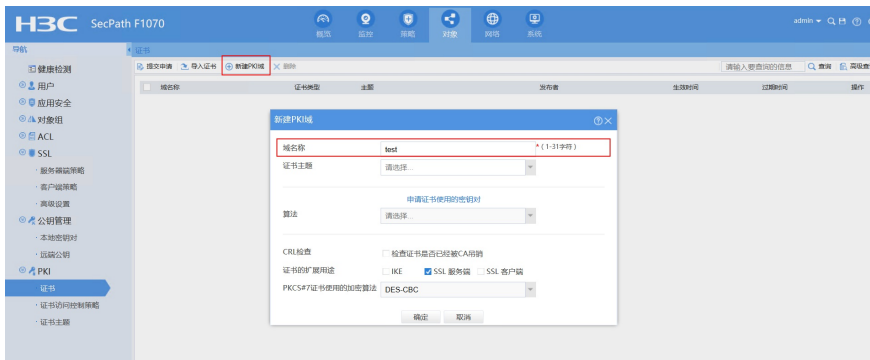 H3C SecPath F1070
概览 监控 策略 对象 网络 系统
admin
导航
证书
健康检测
提交申请 导入证书 新建PKI域 删除
请输入要查询的信息 查询 高级查
用户
域名称 证书类型 主题 发布者 生效时间 过期时间 操作
应用安全
对象组
新建PKI域
ACL
域名称 test *（1-31字符）
SSL
证书主题 请选择...
服务器端策略
客户端策略
申请证书使用的密钥对
高级设置
算法 请选择...
公钥管理
本地密钥对
远端公钥
CRL检查 检查证书是否已经被CA吊销
PKI
证书的扩展用途 IKE SSL 服务端 SSL 客户端
证书
PKCS#7证书使用的加密算法 DES-CBC
证书访问控制策略
确定 取消
证书主题